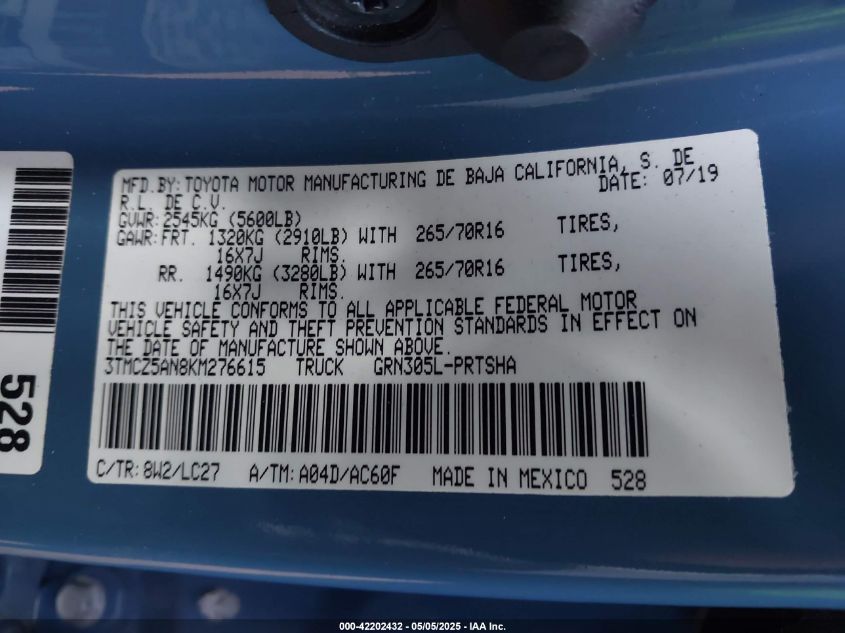 MFD.BY:TOYOTA MOTOR MANUFACTURING DE BAJA CALIFORNIA, S. DE
R.L. DE C.V. DATE: 07/19
GVWR:2545KG (5600LB)
GAWR:FRT. 1320KG (2910LB) WITH 265/70R16 TIRES,
16X7J RIMS.
RR. 1490KG (3280LB) WITH 265/70R16 TIRES,
16X7J RIMS.
THIS VEHICLE CONFORMS TO ALL APPLICABLE FEDERAL MOTOR
VEHICLE SAFETY AND THEFT PREVENTION STANDARDS IN EFFECT ON
THE DATE OF MANUFACTURE SHOWN ABOVE.
3TMCZ5AN8KM276615 TRUCK GRN305L-PRTSHA
C/TR:8W2/LC27 A/TM:A04D/AC60F MADE IN MEXICO 528
528
000-42202432 - 05/05/2025 - IAA Inc.